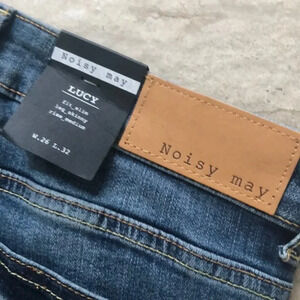 Noisy may
LUCY
fit_slim
leg_skinny
rise_medium
W.26 L.32
Noisy may